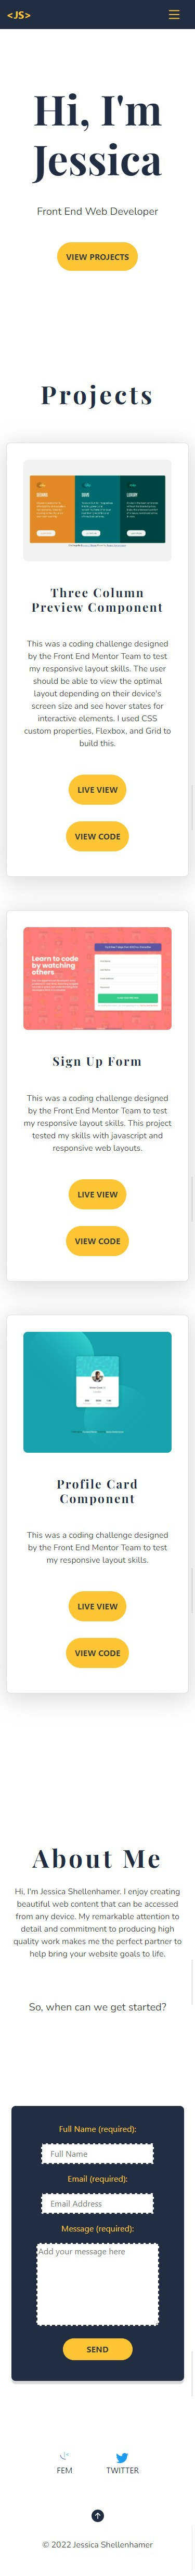 <JS>
Hi, I'm
Jessica
Front End Web Developer
VIEW PROJECTS
Projects
Three Column
Preview Component
This was a coding challenge designed
by the Front End Mentor Team to test
my responsive layout skills. The user
should be able to view the optimal
layout depending on their device's
screen size and see hover states for
interactive elements. I used CSS
custom properties, Flexbox, and Grid to
build this.
LIVE VIEW
VIEW CODE
Learn to code
by watching
others
Sign Up Form
This was a coding challenge designed
by the Front End Mentor Team to test
my responsive layout skills. This project
tested my skills with javascript and
responsive web layouts.
LIVE VIEW
VIEW CODE
Profile Card
Component
This was a coding challenge designed
by the Front End Mentor Team to test
my responsive layout skills.
LIVE VIEW
VIEW CODE
About Me
Hi, I'm Jessica Shellenhamer. I enjoy creating
beautiful web content that can be accessed
from any device. My remarkable attention to
detail and commitment to producing high
quality work makes me the perfect partner to
help bring your website goals to life.
So, when can we get started?
Full Name (required):
Full Name
Email (required):
Email Address
Message (required):
Add your message here
SEND
FEM
TWITTER
© 2022 Jessica Shellenhamer